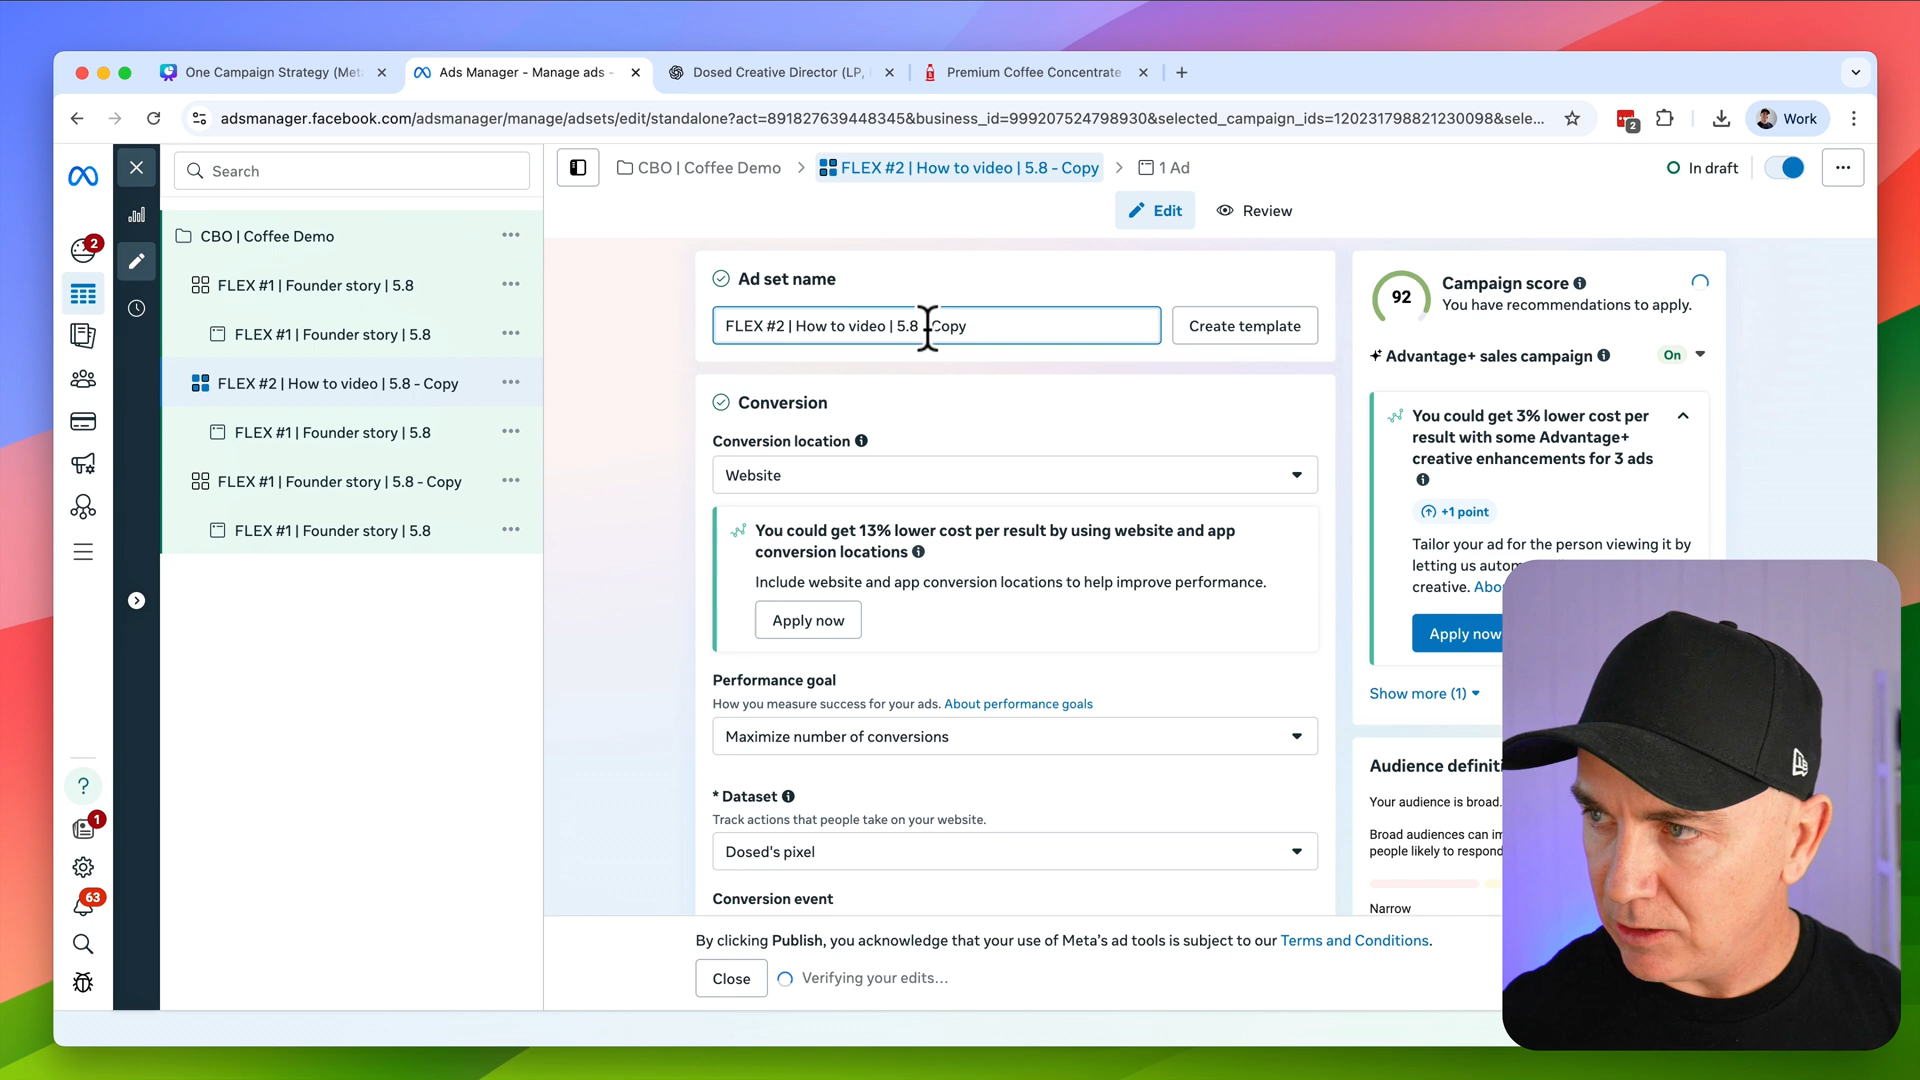 One Campaign Strategy (Met
Ads Manager - Manage ads -
Dosed Creative Director (LP,
Premium Coffee Concentrate
adsmanager.facebook.com/adsmanager/manage/adsets/edit/standalone?act=891827639448345&business_id=999207524798930&selected_campaign_ids=120231798821230098&sele...
2
Work
Search
CBO | Coffee Demo
FLEX #2 | How to video | 5.8 - Copy
1 Ad
In draft
Edit
Review
2
CBO | Coffee Demo
FLEX #1 | Founder story | 5.8
FLEX #1 | Founder story | 5.8
FLEX #2 | How to video | 5.8 - Copy
FLEX #1 | Founder story | 5.8
FLEX #1 | Founder story | 5.8 - Copy
FLEX #1 | Founder story | 5.8
?
1
63
Ad set name
FLEX #2 | How to video | 5.8 - Copy
Create template
Conversion
Conversion location
Website
You could get 13% lower cost per result by using website and app
conversion locations
Include website and app conversion locations to help improve performance.
Apply now
Performance goal
How you measure success for your ads. About performance goals
Maximize number of conversions
* Dataset
Track actions that people take on your website.
Dosed's pixel
Conversion event
By clicking Publish, you acknowledge that your use of Meta's ad tools is subject to our Terms and Conditions.
Close
Verifying your edits...
92
Campaign score
You have recommendations to apply.
Advantage+ sales campaign
On
You could get 3% lower cost per
result with some Advantage+
creative enhancements for 3 ads
+1 point
Tailor your ad for the person viewing it by
letting us autom
creative. Abo
Apply now
Show more (1)
Audience definiti
Your audience is broad.
Broad audiences can im
people likely to respond
Narrow